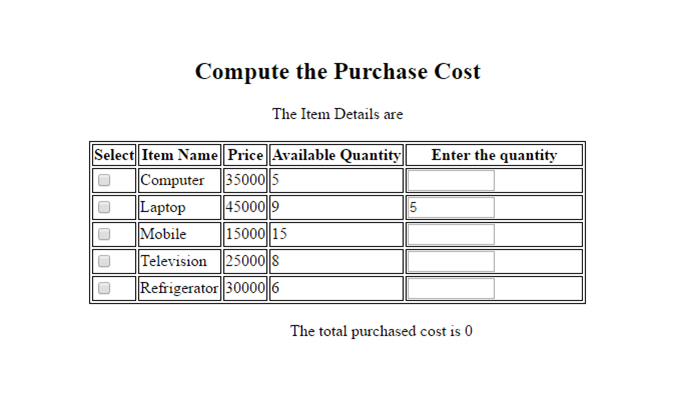 Compute the Purchase Cost
The Item Details are
Select Item Name Price Available Quantity Enter the quantity
Computer 35000 5
Laptop 45000 9 5
Mobile 15000 15
Television 25000 8
Refrigerator 30000 6
The total purchased cost is 0